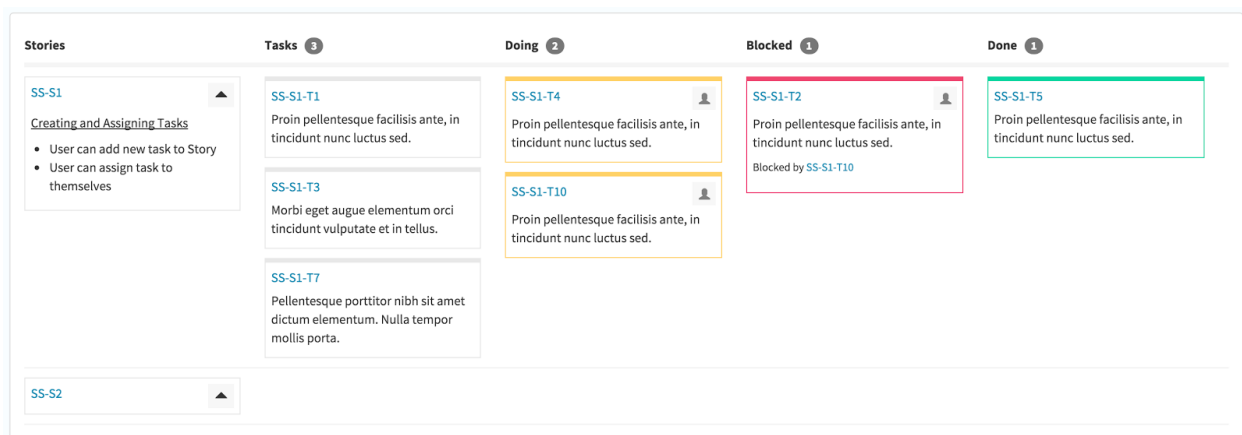 Stories
Tasks 3
Doing 2
Blocked 1
Done 1
SS-S1
Creating and Assigning Tasks
• User can add new task to Story
• User can assign task to
themselves
SS-S1-T1
Proin pellentesque facilisis ante, in
tincidunt nunc luctus sed.
SS-S1-T3
Morbi eget augue elementum orci
tincidunt vulputate et in tellus.
SS-S1-T7
Pellentesque porttitor nibh sit amet
dictum elementum. Nulla tempor
mollis porta.
SS-S1-T4
Proin pellentesque facilisis ante, in
tincidunt nunc luctus sed.
SS-S1-T10
Proin pellentesque facilisis ante, in
tincidunt nunc luctus sed.
SS-S1-T2
Proin pellentesque facilisis ante, in
tincidunt nunc luctus sed.
Blocked by SS-S1-T10
SS-S1-T5
Proin pellentesque facilisis ante, in
tincidunt nunc luctus sed.
SS-S2